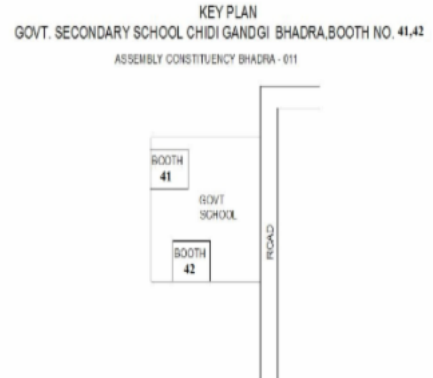 KEY PLAN
GOVT. SECONDARY SCHOOL CHIDI GANDGI BHADRA,BOOTH NO. 41,42
ASSEMBLY CONSTITUENCY BHADRA - 011
BOOTH
41
GOVT
SCHOOL
BOOTH
42
ROAD